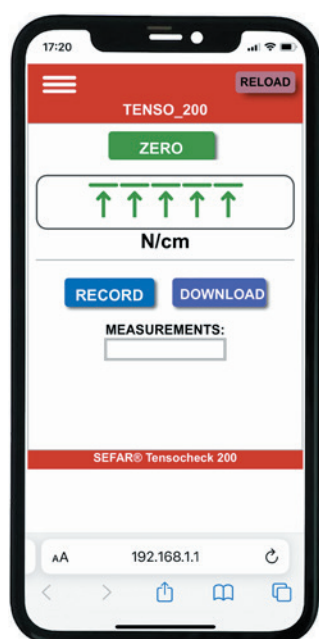 17:20
RELOAD
TENSO_200
ZERO
N/cm
RECORD DOWNLOAD
MEASUREMENTS:
SEFAR® Tensocheck 200
AA 192.168.1.1